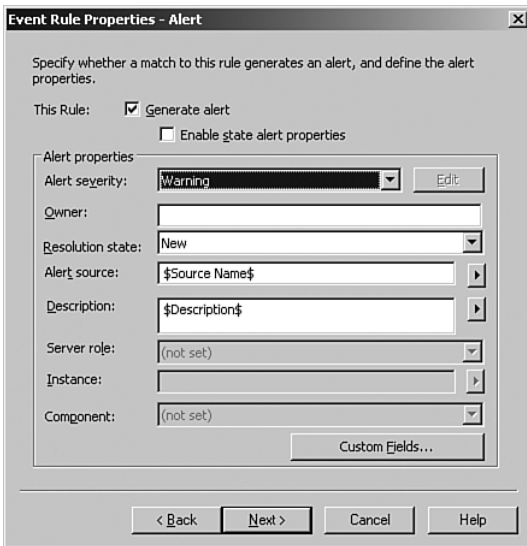 Event Rule Properties - Alert
Specify whether a match to this rule generates an alert, and define the alert
properties.
This Rule: Generate alert
Enable state alert properties
Alert properties
Alert severity: Warning Edit
Owner:
Resolution state: New
Alert source: $Source Name$
Description: $Description$
Server role: (not set)
Instance:
Component: (not set)
Custom Fields...
< Back Next > Cancel Help